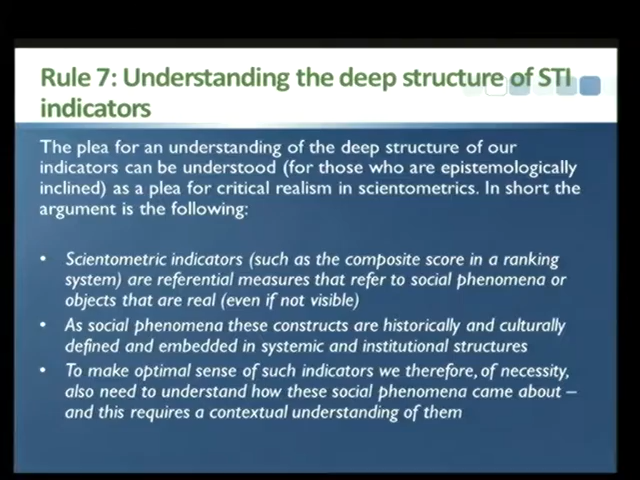 Rule 7: Understanding the deep structure of STI
indicators
The plea for an understanding of the deep structure of our
indicators can be understood (for those who are epistemologically
inclined) as a plea for critical realism in scientometrics. In short the
argument is the following:
• Scientometric indicators (such as the composite score in a ranking
system) are referential measures that refer to social phenomena or
objects that are real (even if not visible)
• As social phenomena these constructs are historically and culturally
defined and embedded in systemic and institutional structures
• To make optimal sense of such indicators we therefore, of necessity,
also need to understand how these social phenomena came about –
and this requires a contextual understanding of them